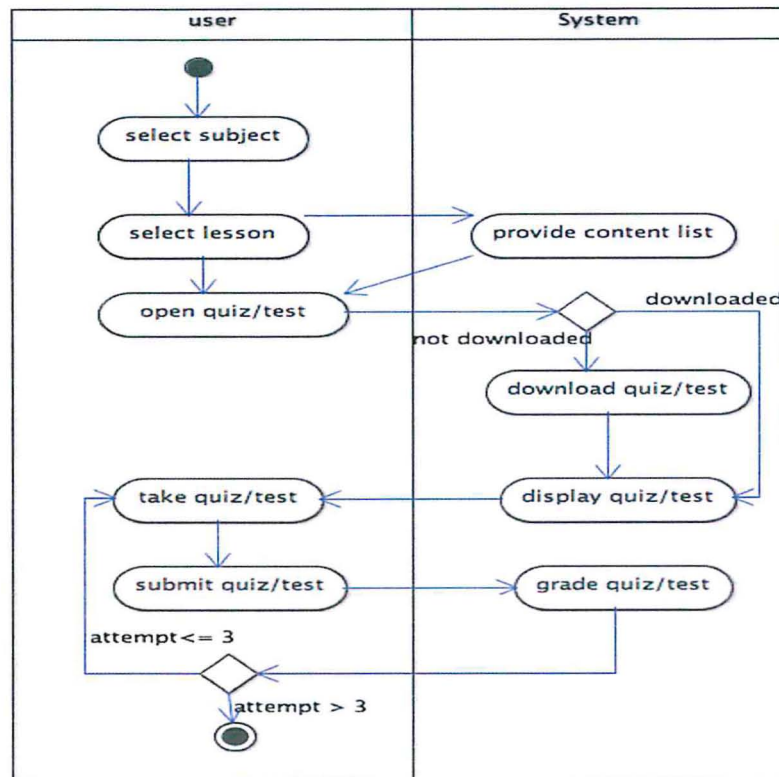 user
System
select subject
select lesson
provide content list
open quiz/test
downloaded
not downloaded
download quiz/test
take quiz/test
display quiz/test
submit quiz/test
grade quiz/test
attempt<= 3
attempt > 3